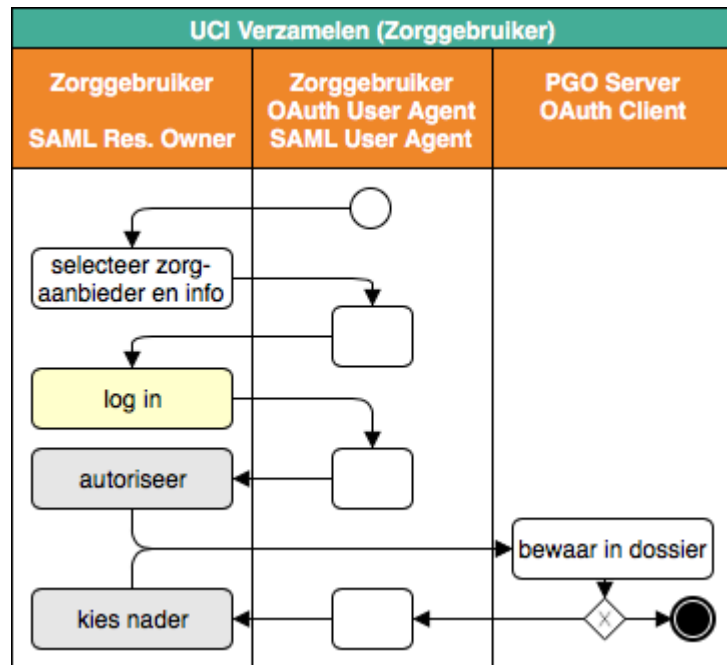 UCI Verzamelen (Zorggebruiker)
Zorggebruiker
SAML Res. Owner
Zorggebruiker
OAuth User Agent
SAML User Agent
PGO Server
OAuth Client
selecteer zorg-
aanbieder en info
log in
autoriseer
bewaar in dossier
kies nader
X